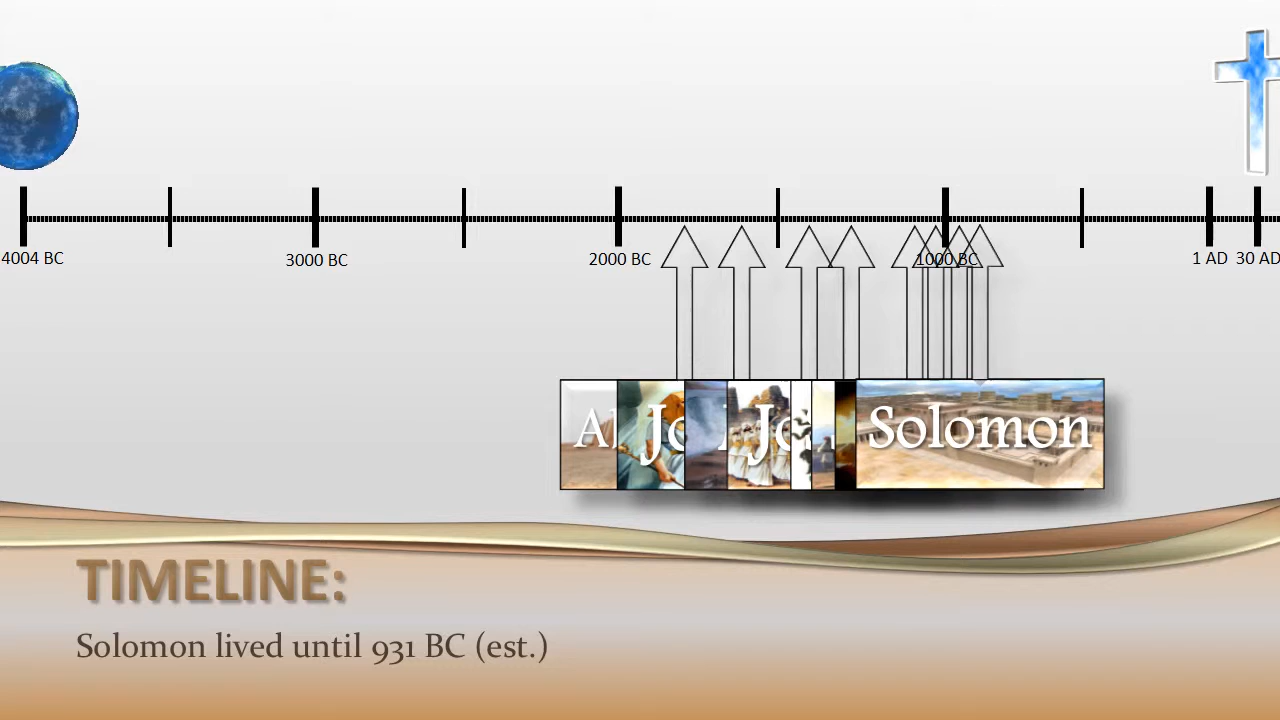 4004 BC 3000 BC 2000 BC 1000 BC 1 AD 30 AD
Solomon
TIMELINE:
Solomon lived until 931 BC (est.)